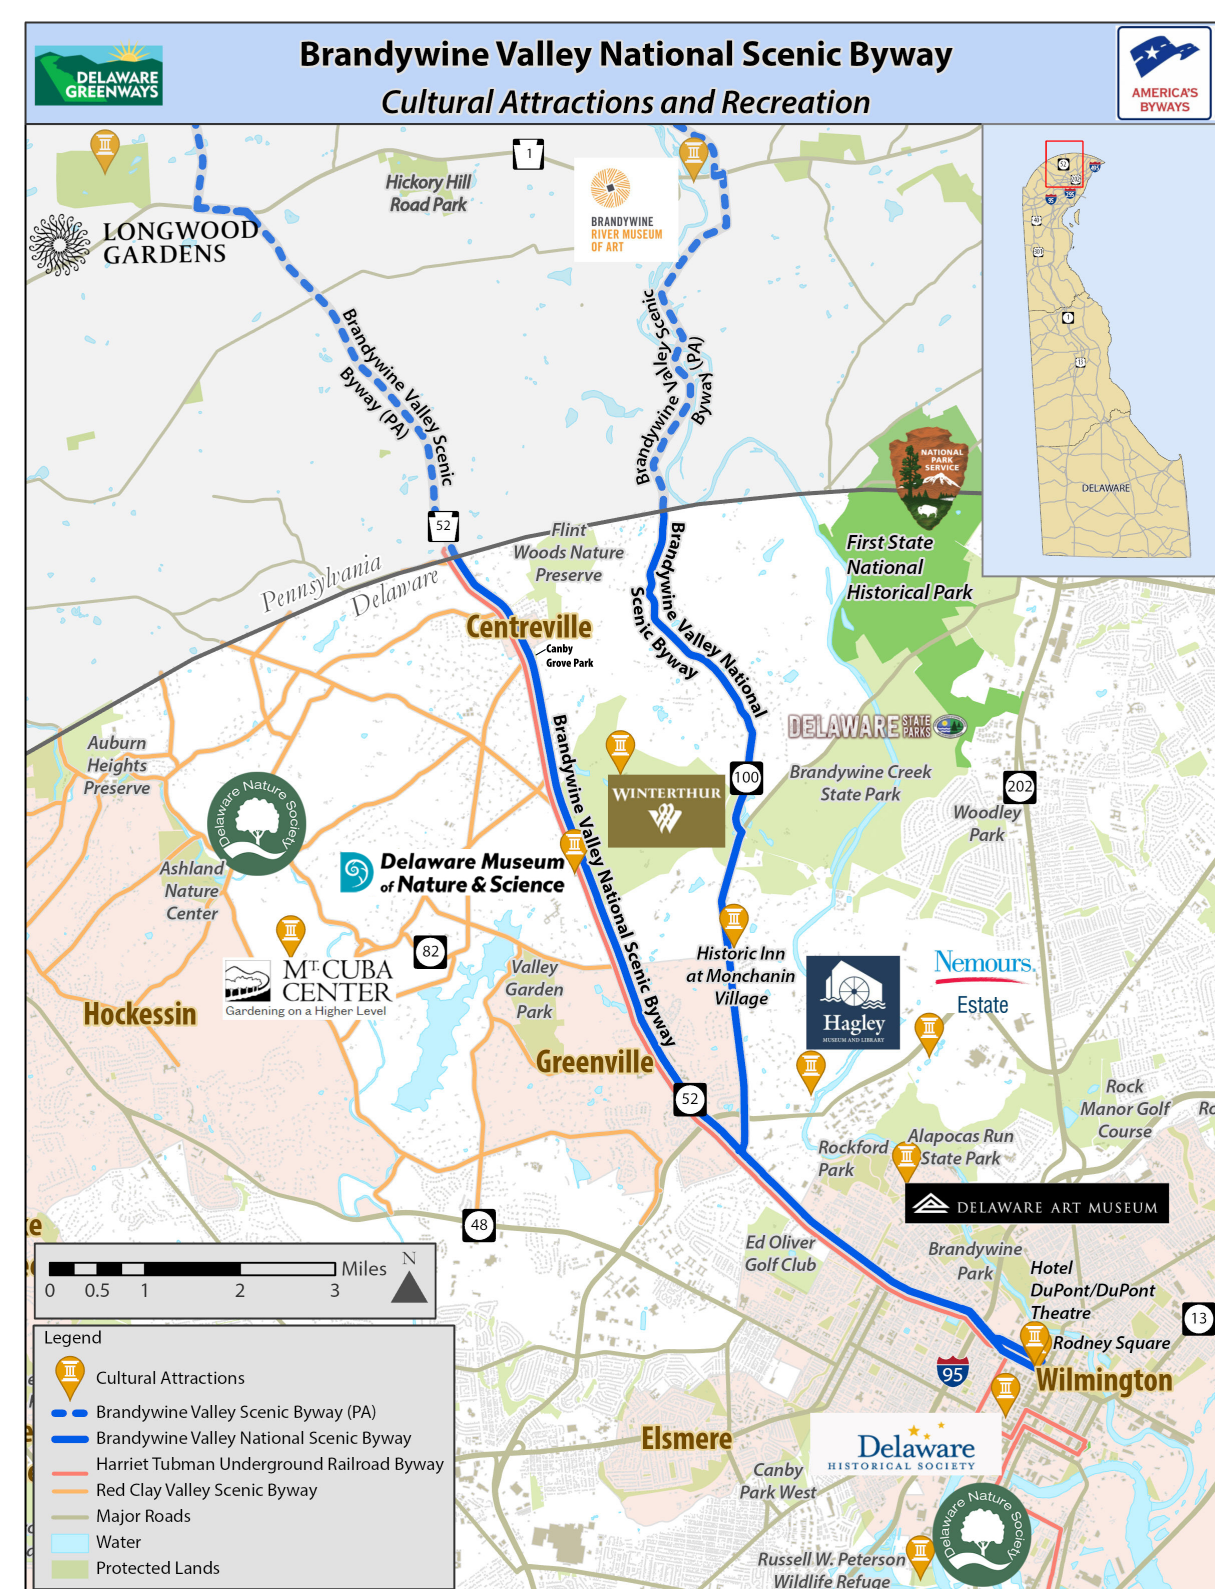 Brandywine Valley National Scenic Byway
Cultural Attractions and Recreation
DELAWARE
GREENWAYS
AMERICA'S
BYWAYS
1
Hickory Hill
Road Park
LONGWOOD
GARDENS
BRANDYWINE
RIVER MUSEUM
OF ART
Brandywine Valley Scenic
Byway (PA)
Brandywine Valley Scenic
Byway (PA)
DELAWARE
NATIONAL
PARK
SERVICE
52
Pennsylvania
Delaware
Flint
Woods Nature
Preserve
First State
National
Historical Park
Centreville
Canby
Grove Park
Brandywine Valley National
Scenic Byway
Auburn
Heights
Preserve
Delaware Nature Society
Brandywine Valley National Scenic Byway
WINTERTHUR
100
DELAWARE
STATE
PARKS
Brandywine Creek
State Park
202
Woodley
Park
Delaware Museum
of Nature & Science
Ashland
Nature
Center
82
MT. CUBA
CENTER
Gardening on a Higher Level
Valley
Garden
Park
Historic Inn
at Monchanin
Village
Hagley
MUSEUM AND LIBRARY
Nemours.
Estate
Hockessin
Greenville
52
Rock
Manor Golf
Course
Rockford
Park
Alapocas Run
State Park
DELAWARE ART MUSEUM
48
Ed Oliver
Golf Club
Brandywine
Park
Hotel
DuPont/DuPont
Theatre
Rodney Square
13
95
Wilmington
Elsmere
Delaware
HISTORICAL SOCIETY
Canby
Park West
Delaware Nature Society
Russell W. Peterson
Wildlife Refuge
N
Miles
0 0.5 1 2 3
Legend
Cultural Attractions
Brandywine Valley Scenic Byway (PA)
Brandywine Valley National Scenic Byway
Harriet Tubman Underground Railroad Byway
Red Clay Valley Scenic Byway
Major Roads
Water
Protected Lands